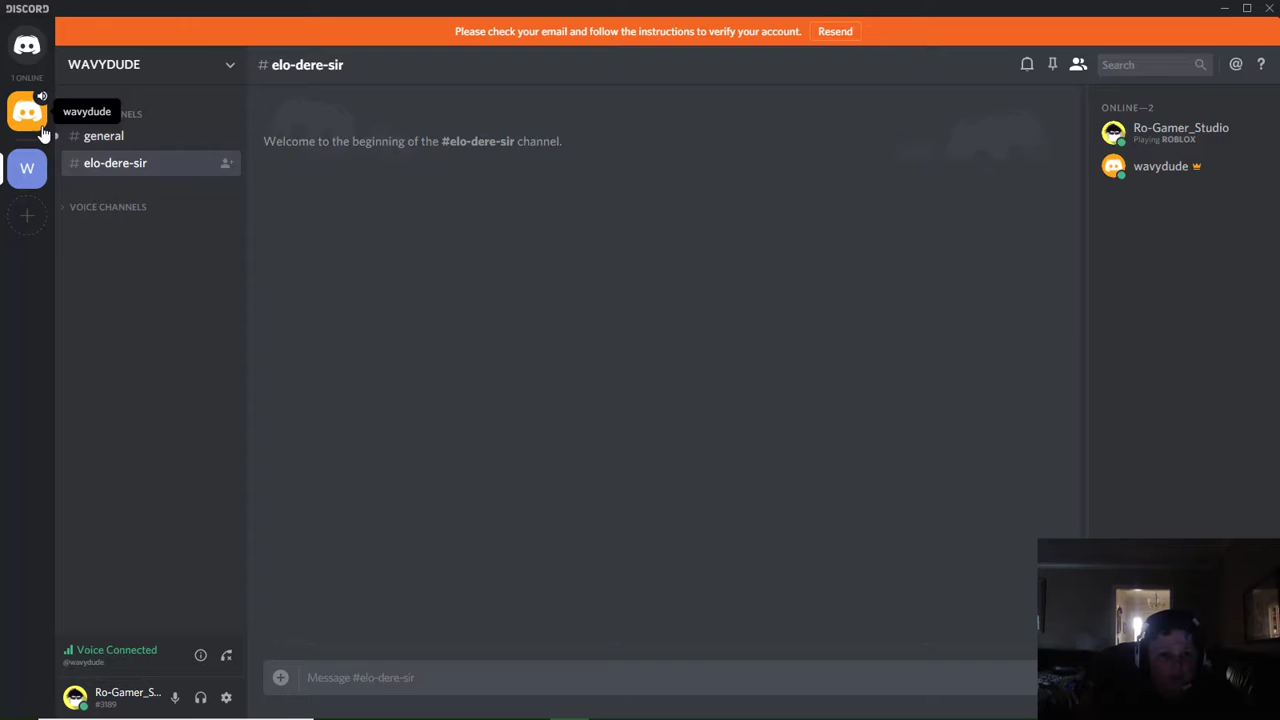 DISCORD
Please check your email and follow the instructions to verify your account. Resend
1 ONLINE
wavydude
W
WAVYDUDE
NELS
# general
# elo-dere-sir
VOICE CHANNELS
# elo-dere-sir
Search
@ ?
Welcome to the beginning of the #elo-dere-sir channel.
ONLINE—2
Ro-Gamer_Studio
Playing ROBLOX
wavydude
Voice Connected
@wavydude
Ro-Gamer_S...
#3189
Message #elo-dere-sir